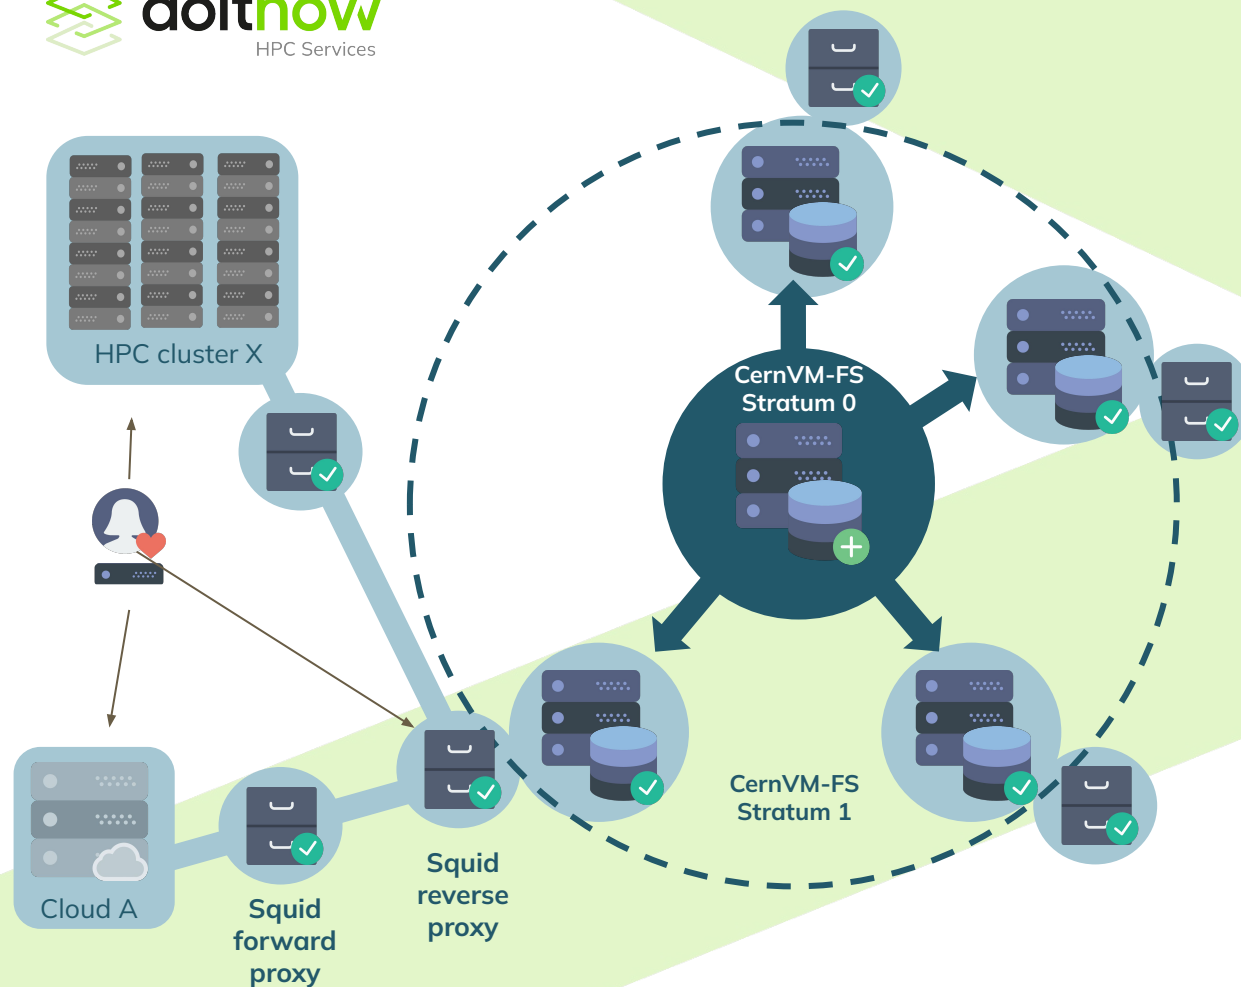 doitnow
HPC Services
HPC cluster X
CernVM-FS
Stratum 0
CernVM-FS
Stratum 1
Cloud A
Squid
forward
proxy
Squid
reverse
proxy